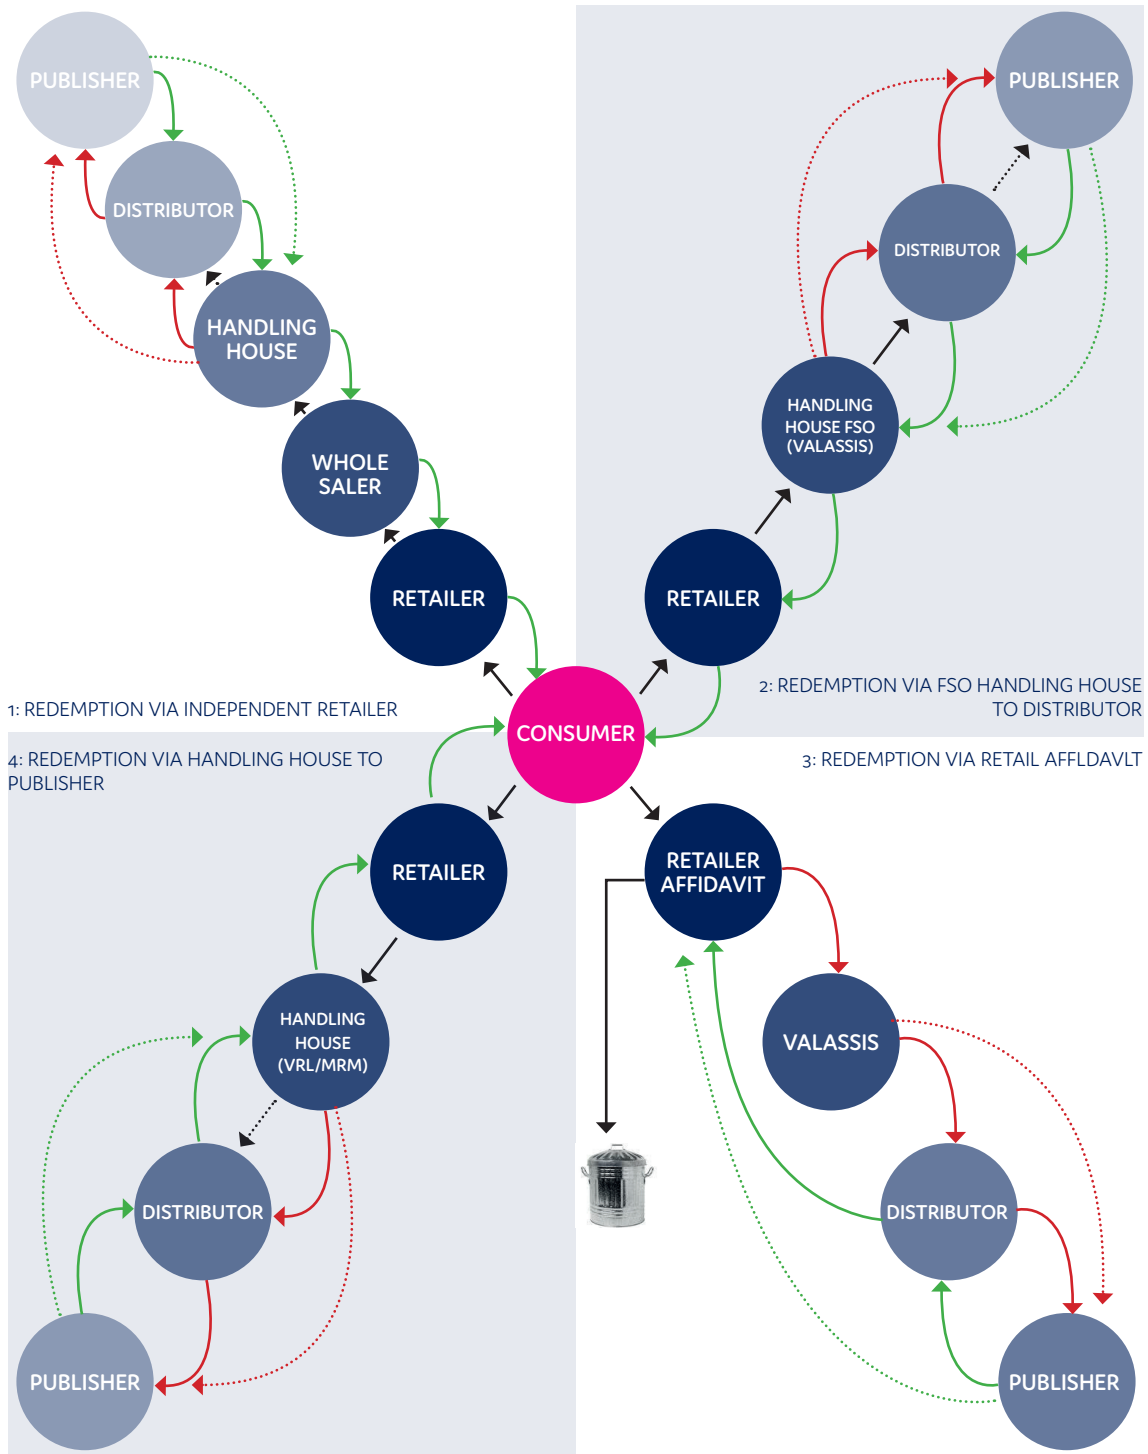 PUBLISHER
DISTRIBUTOR
HANDLING
HOUSE
WHOLE
SALER
RETAILER
1: REDEMPTION VIA INDEPENDENT RETAILER
PUBLISHER
DISTRIBUTOR
HANDLING
HOUSE FSO
(VALASSIS)
RETAILER
2: REDEMPTION VIA FSO HANDLING HOUSE
TO DISTRIBUTOR
CONSUMER
4: REDEMPTION VIA HANDLING HOUSE TO
PUBLISHER
RETAILER
HANDLING
HOUSE
(VRL/MRM)
DISTRIBUTOR
PUBLISHER
3: REDEMPTION VIA RETAIL AFFLDAVLT
RETAILER
AFFIDAVIT
VALASSIS
DISTRIBUTOR
PUBLISHER